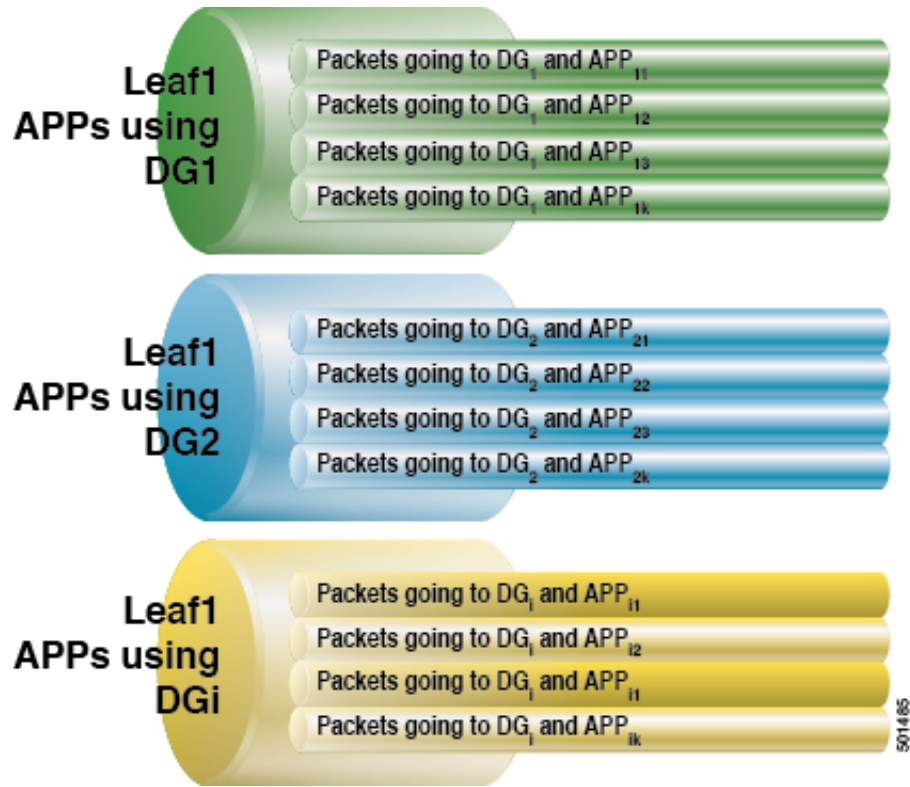 Leaf1
APPs using
DG1
Packets going to DG1 and APP11
Packets going to DG1 and APP12
Packets going to DG1 and APP13
Packets going to DG1 and APP1k
Leaf1
APPs using
DG2
Packets going to DG2 and APP21
Packets going to DG2 and APP22
Packets going to DG2 and APP23
Packets going to DG2 and APP2k
Leaf1
APPs using
DGi
Packets going to DGi and APPi1
Packets going to DGi and APPi2
Packets going to DGi and APPi1
Packets going to DGi and APPik
501485